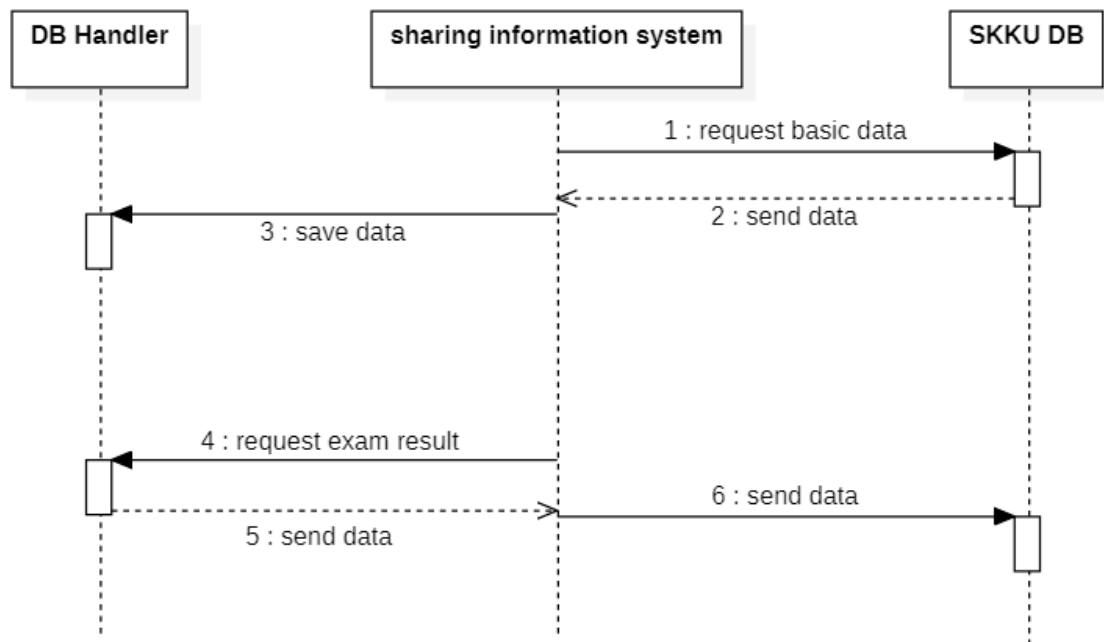 DB Handler
sharing information system
SKKU DB
1 : request basic data
2 : send data
3 : save data
4 : request exam result
6 : send data
5 : send data